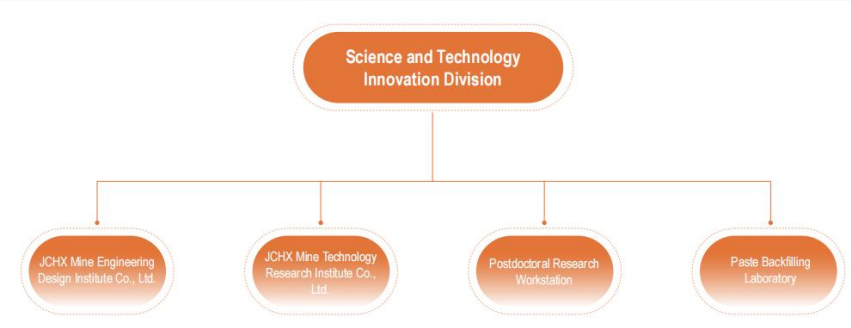 Science and Technology
Innovation Division
JCHX Mine Engineering
Design Institute Co., Ltd.
JCHX Mine Technology
Research Institute Co.,
Ltd.
Postdoctoral Research
Workstation
Paste Backfilling
Laboratory